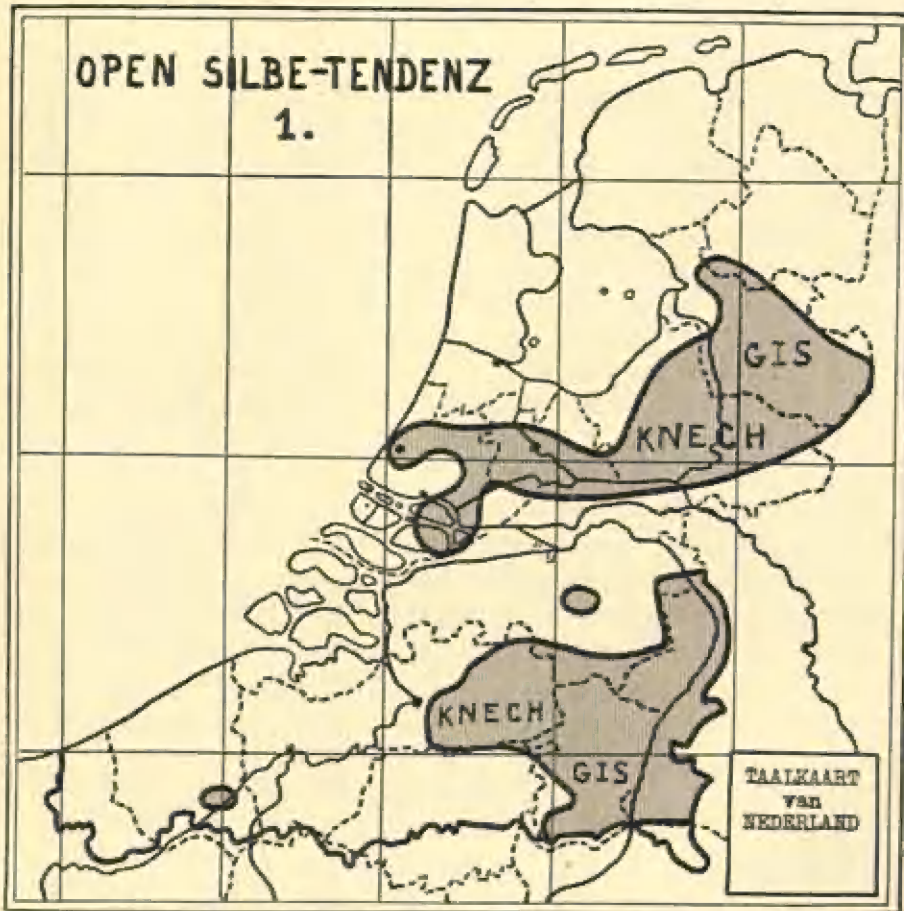 OPEN SILBE-TENDENZ
1.
GIS
KNECH
KNECH
GIS
TAALKAART
van
NEDERLAND